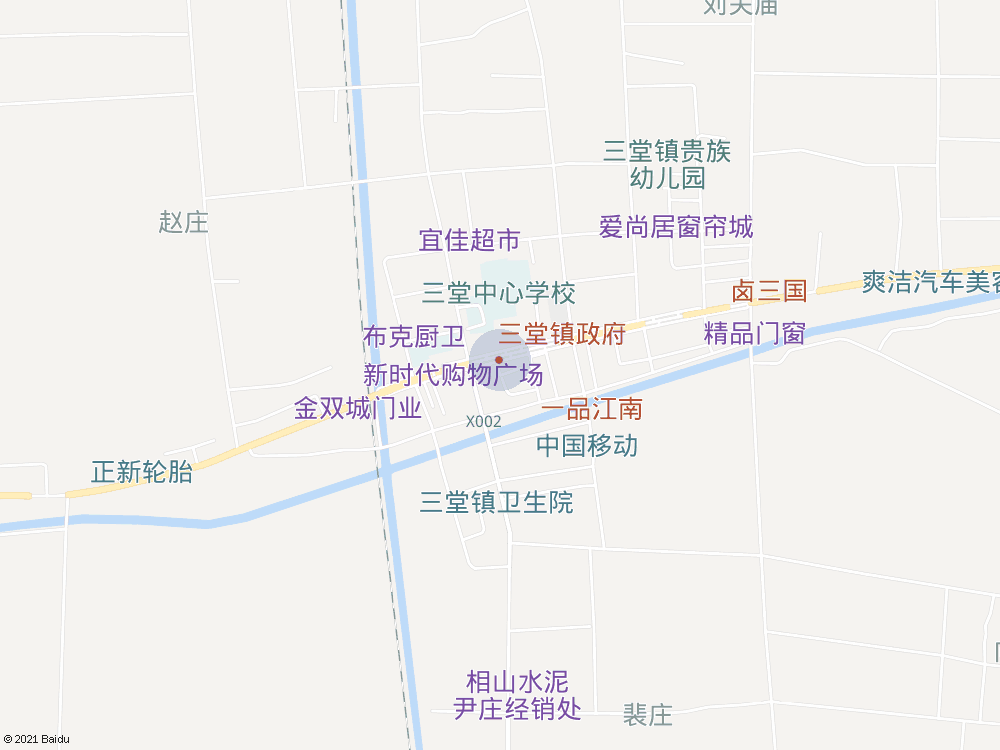 刘天庙
三堂镇贵族
幼儿园
赵庄
爱尚居窗帘城
宜佳超市
爽洁汽车美容
三堂中心学校
卤三国
布克厨卫
三堂镇政府
精品门窗
新时代购物广场
金双城门业
一品江南
X002
中国移动
正新轮胎
三堂镇卫生院
相山水泥
尹庄经销处
裴庄
© 2021 Baidu